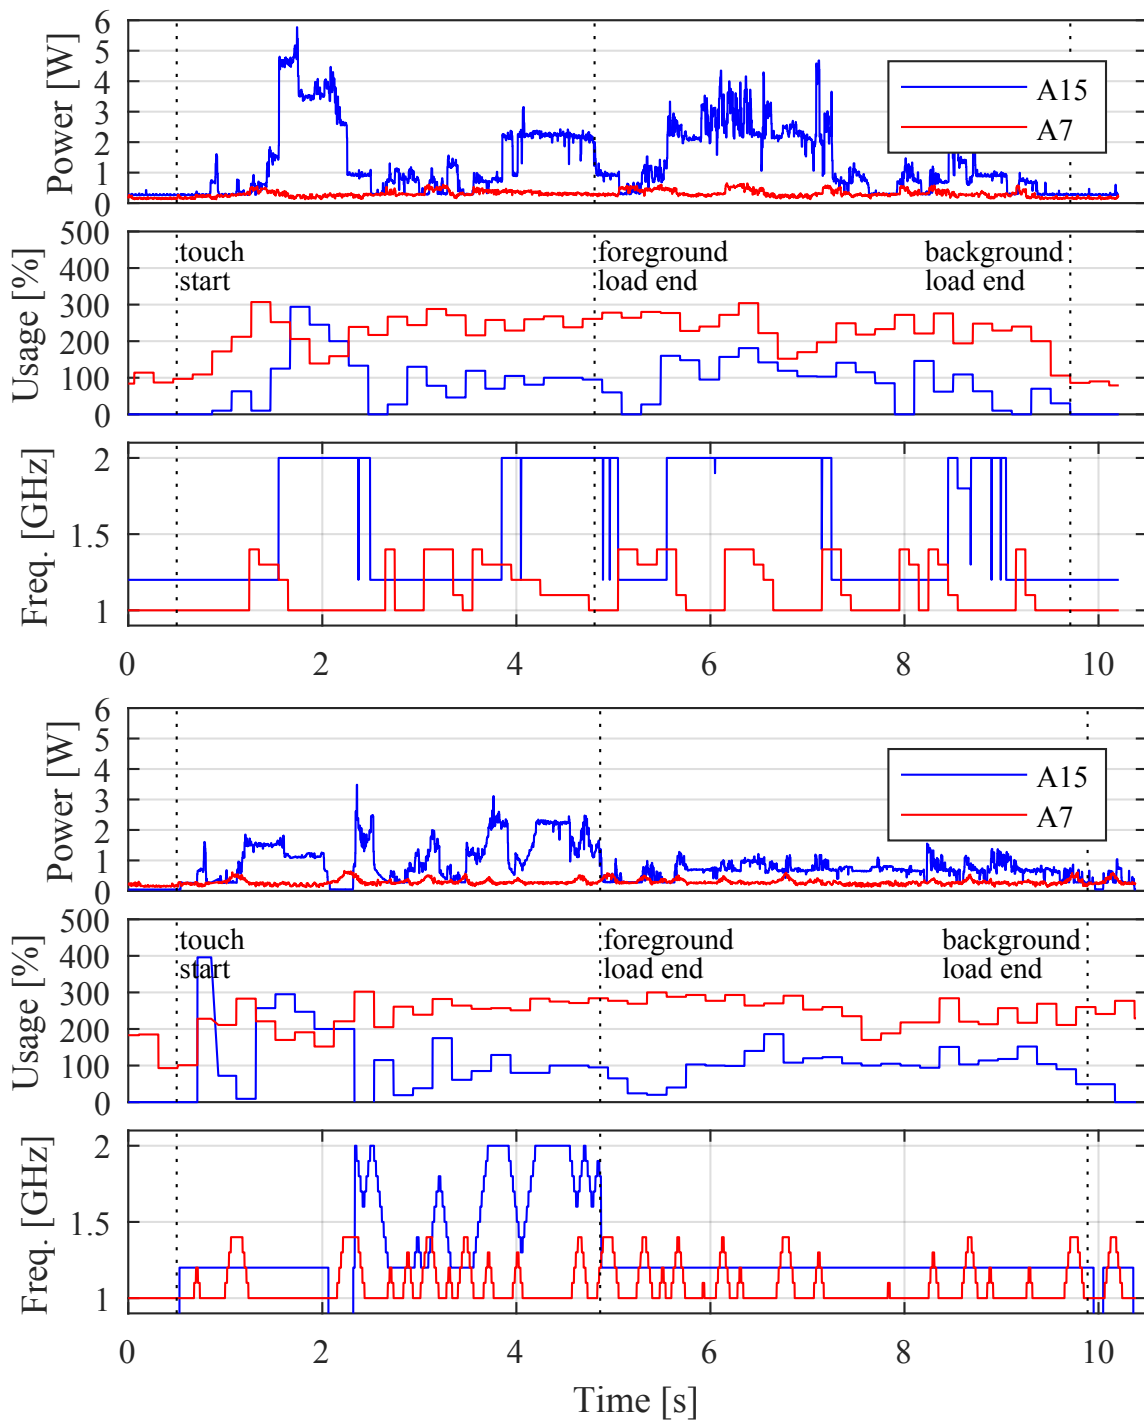 Power [W]
6
5
4
3
2
1
0
A15
A7
Usage [%]
500
400
300
200
100
0
touch
start
foreground
load end
background
load end
Freq. [GHz]
2
1.5
1
0 2 4 6 8 10
Power [W]
6
5
4
3
2
1
0
A15
A7
Usage [%]
500
400
300
200
100
0
touch
start
foreground
load end
background
load end
Freq. [GHz]
2
1.5
1
0 2 4 6 8 10
Time [s]